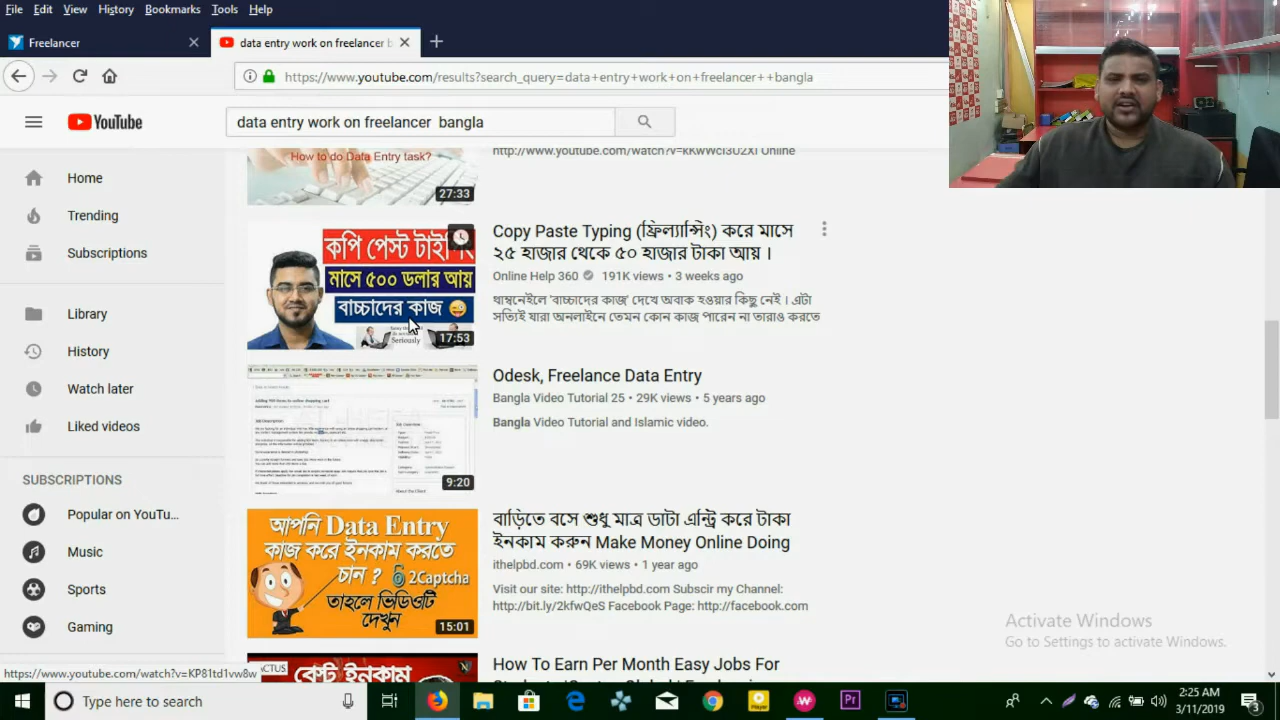 File Edit View History Bookmarks Tools Help
Freelancer
data entry work on freelancer b
https://www.youtube.com/results?search_query=data+entry+work+on+freelancer++bangla
YouTube
data entry work on freelancer bangla
Home
Trending
Subscriptions
Library
History
Watch later
Liked videos
SUBSCRIPTIONS
Popular on YouTu...
Music
Sports
Gaming
How to do Data Entry task?
27:33
http://www.youtube.com/watch?v=kKwWcI3U2XI Online
কপি পেস্ট টাইপিং
মাসে ৫০০ ডলার আয়
বাচ্চাদের কাজ
Seriously
17:53
Copy Paste Typing (ফ্রিল্যান্সিং) করে মাসে
২৫ হাজার থেকে ৫০ হাজার টাকা আয় ।
Online Help 360 191K views • 3 weeks ago
থাম্বনেইলে 'বাচ্চাদের কাজ' দেখে অবাক হওয়ার কিছু নেই । এটা
সত্যিই যারা অনলাইনে তেমন কোন কাজ পারেন না তারাও করতে
9:20
Odesk, Freelance Data Entry
Bangla Video Tutorial 25 • 29K views • 5 years ago
Bangla Video Tutorial and Islamic video.
আপনি Data Entry
কাজ করে ইনকাম করতে
চান ? 2Captcha
তাহলে ভিডিওটি
দেখুন
15:01
বাড়িতে বসে শুধু মাত্র ডাটা এন্ট্রি করে টাকা
ইনকাম করুন Make Money Online Doing
ithelpbd.com • 69K views • 1 year ago
Visit our site: http://ithelpbd.com Subscir my Channel:
http://bit.ly/2kfwQeS Facebook Page: http://facebook.com
How To Earn Per Month Easy Jobs For
Activate Windows
Go to Settings to activate Windows.
https://www.youtube.com/watch?v=KP81td1vw8w
Type here to search
2:25 AM
3/11/2019